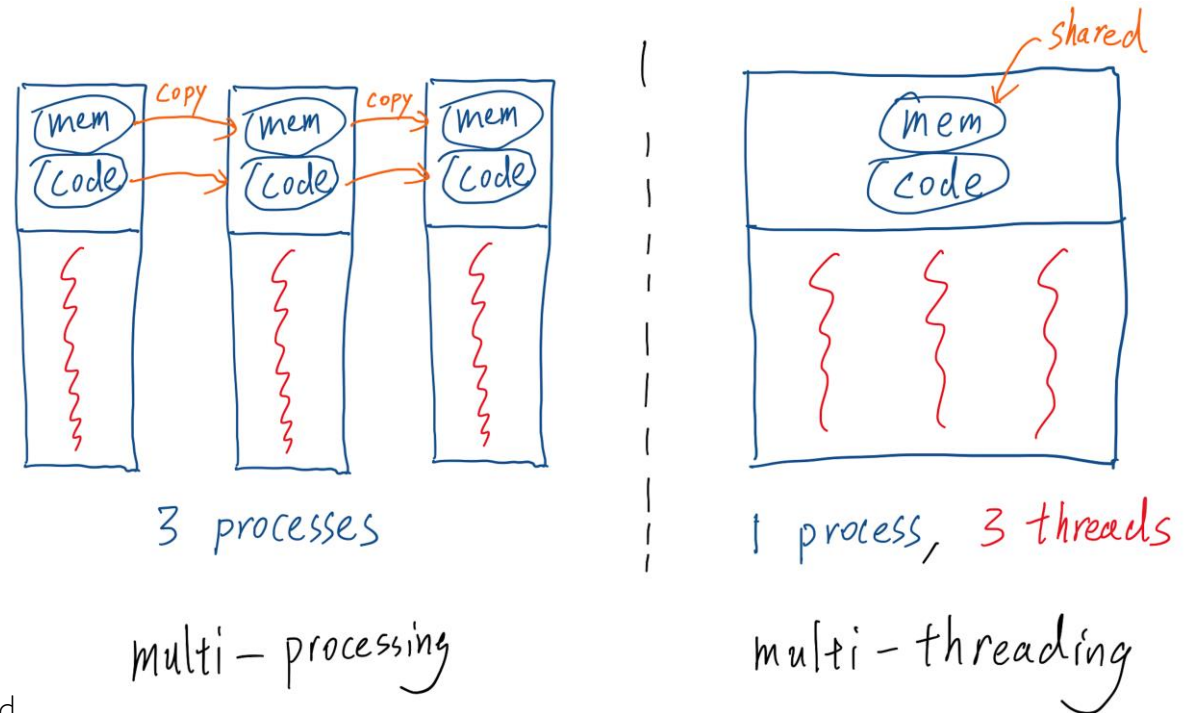 shared
copy copy
mem mem mem mem
code code code code
3 processes 1 process, 3 threads
multi - processing multi - threading
d